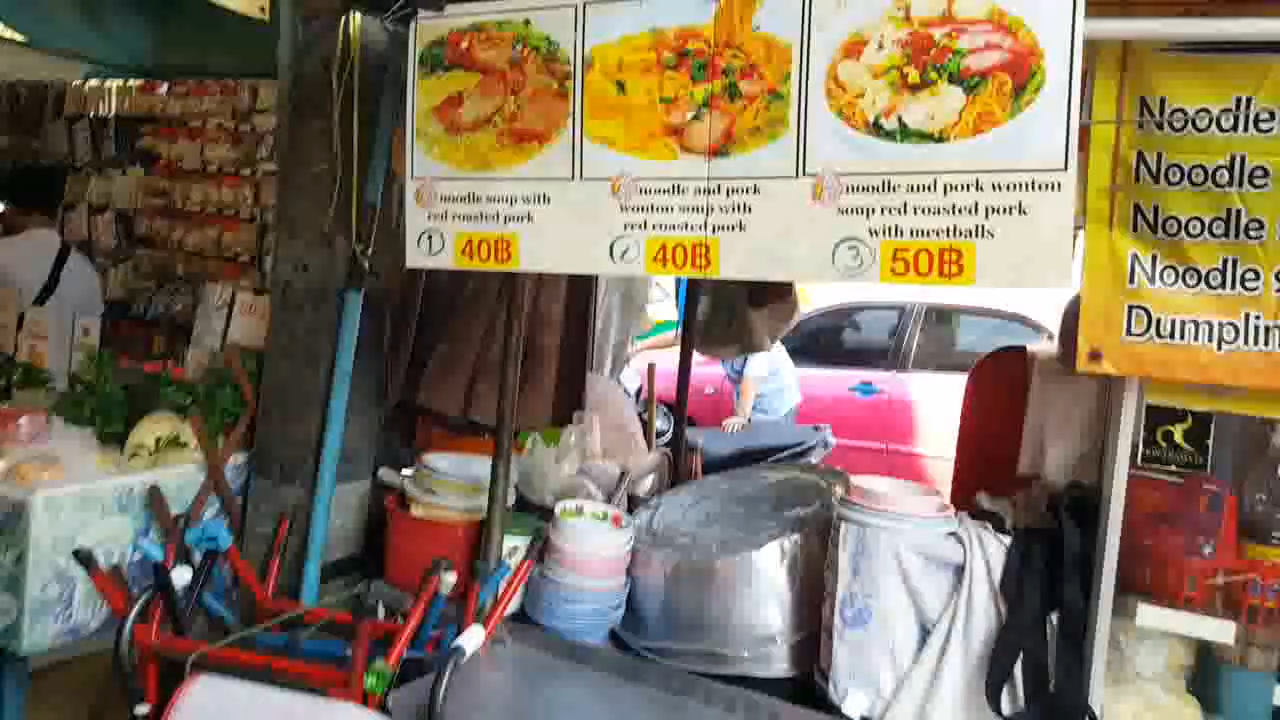 noodle soup with
red roasted pork
1 40฿
noodle and pork
wonton soup with
red roasted pork
2 40฿
noodle and pork wonton
soup red roasted pork
with meetballs
3 50฿
Noodle
Noodle
Noodle
Noodle
Dumplin